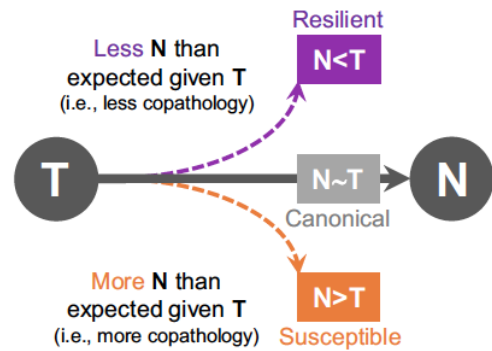 Resilient
Less N than
expected given T
(i.e., less copathology)
N<T
T
N~T
N
Canonical
More N than
expected given T
(i.e., more copathology)
N>T
Susceptible